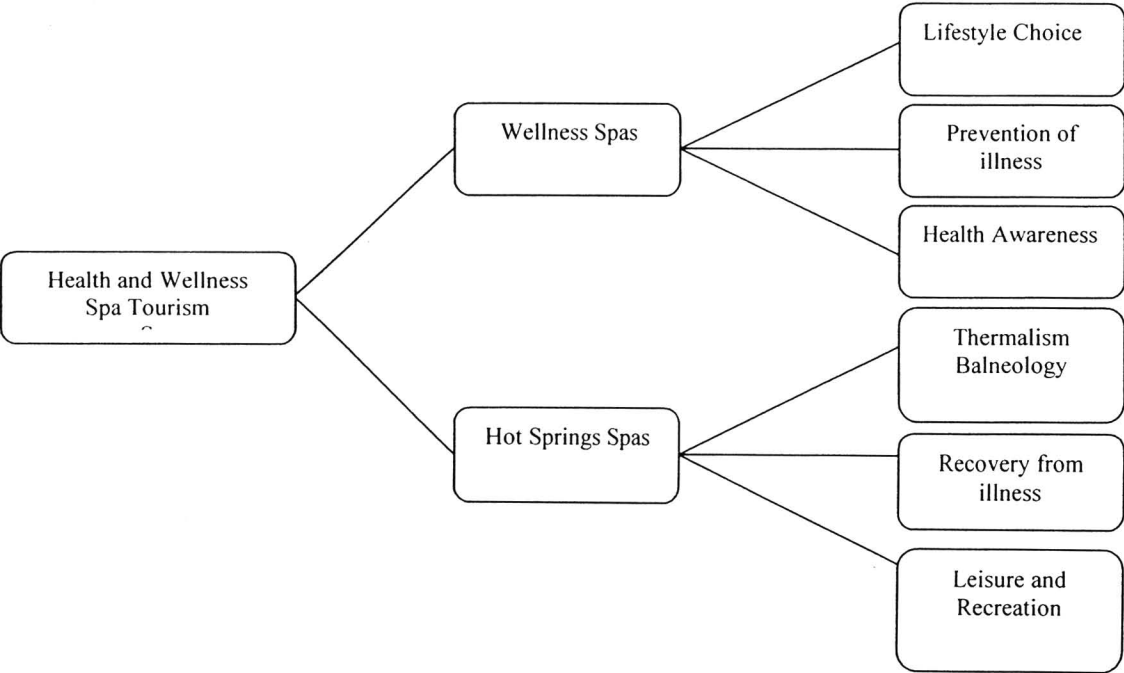 Health and Wellness
Spa Tourism
Wellness Spas
Hot Springs Spas
Lifestyle Choice
Prevention of
illness
Health Awareness
Thermalism
Balneology
Recovery from
illness
Leisure and
Recreation